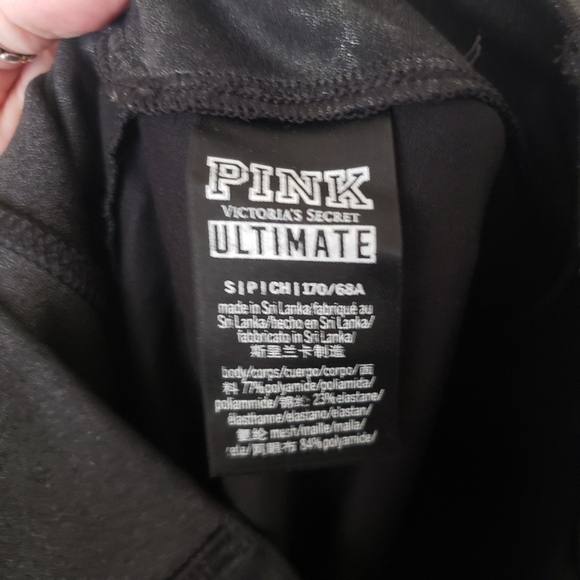 PINK
VICTORIA'S SECRET
ULTIMATE
S|P|CH|170/68A
made in Sri Lanka/fabriqué au
Sri Lanka/hecho en Sri Lanka/
fabbricato in Sri Lanka/
斯里兰卡制造
body/corps/cuerpo/corpo/面
料 77% polyamide/poliamida/
poliammide/锦纶 23% elastane/
élasthanne/elastano/elastan/
氨纶 mesh/maille/malla/
rete/网眼布 84% polyamide/